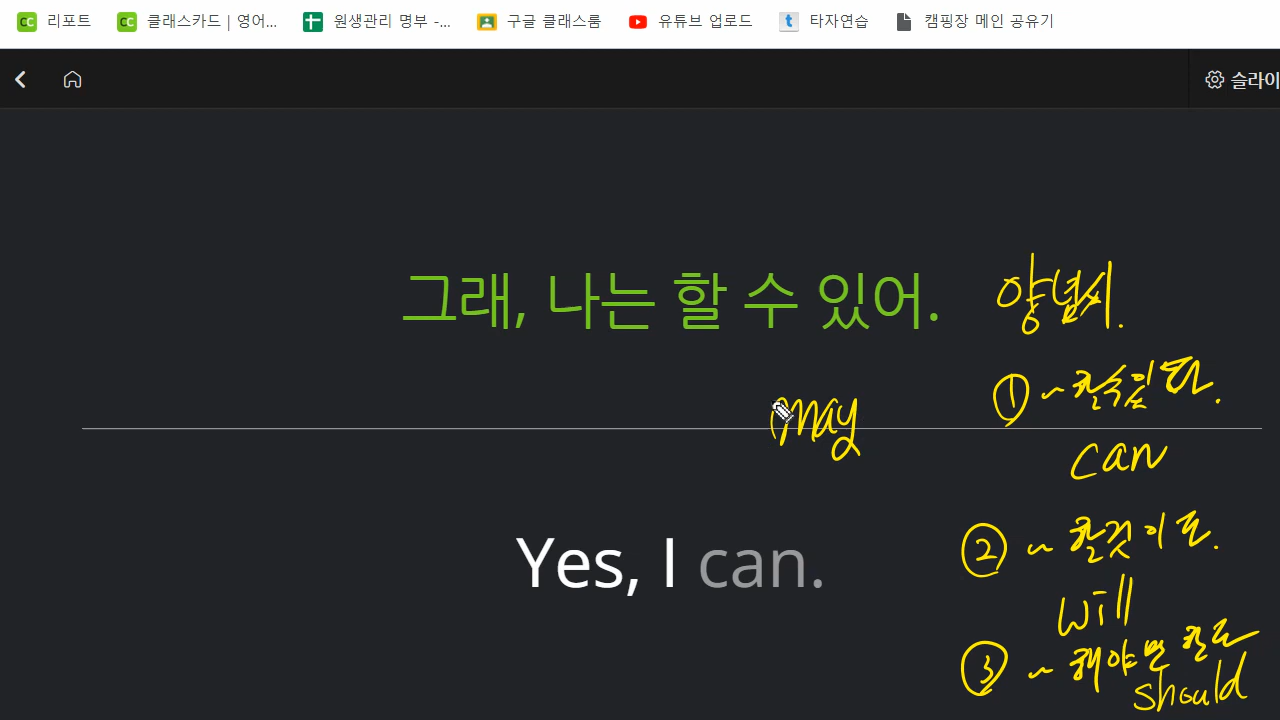 리포트 클래스카드 | 영어... 원생관리 명부 -... 구글 클래스룸 유튜브 업로드 타자연습 캠핑장 메인 공유기
슬라이
그래, 나는 할 수 있어.
양념씨.
① ~ 할수있다.
may
can
Yes, I can.
② ~ 할것이다.
will
③ ~ 해야만 한다
should